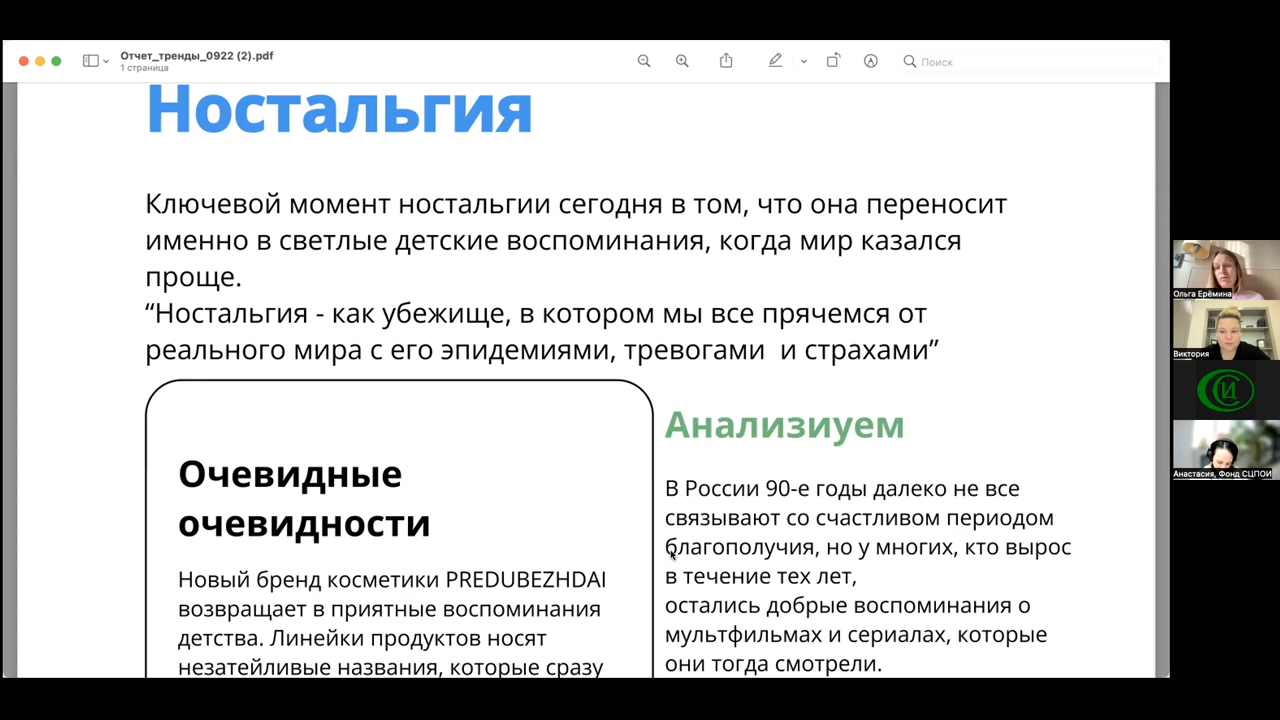 Отчет_тренды_0922 (2).pdf
1 страница
Поиск
Ностальгия
Ключевой момент ностальгии сегодня в том, что она переносит
именно в светлые детские воспоминания, когда мир казался
проще.
“Ностальгия - как убежище, в котором мы все прячемся от
реального мира с его эпидемиями, тревогами и страхами”
Очевидные
очевидности
Новый бренд косметики PREDUBEZHDAI
возвращает в приятные воспоминания
детства. Линейки продуктов носят
незатейливые названия, которые сразу
Анализиуем
В России 90-е годы далеко не все
связывают со счастливом периодом
благополучия, но у многих, кто вырос
в течение тех лет,
остались добрые воспоминания о
мультфильмах и сериалах, которые
они тогда смотрели.
Ольга Ерёмина
Виктория
СИЦ
Анастасия, Фонд СЦПОИ